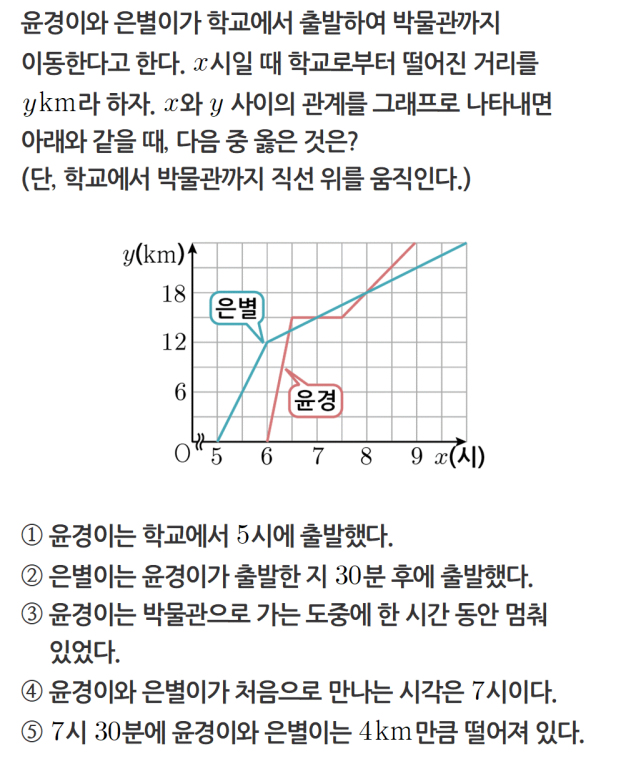 윤경이와 은별이가 학교에서 출발하여 박물관까지
이동한다고 한다. x시일 때 학교로부터 떨어진 거리를
y km라 하자. x와 y 사이의 관계를 그래프로 나타내면
아래와 같을 때, 다음 중 옳은 것은?
(단, 학교에서 박물관까지 직선 위를 움직인다.)
y(km)
18
은별
12
6
윤경
O 5 6 7 8 9 x(시)
① 윤경이는 학교에서 5시에 출발했다.
② 은별이는 윤경이가 출발한 지 30분 후에 출발했다.
③ 윤경이는 박물관으로 가는 도중에 한 시간 동안 멈춰
있었다.
④ 윤경이와 은별이가 처음으로 만나는 시각은 7시이다.
⑤ 7시 30분에 윤경이와 은별이는 4 km만큼 떨어져 있다.